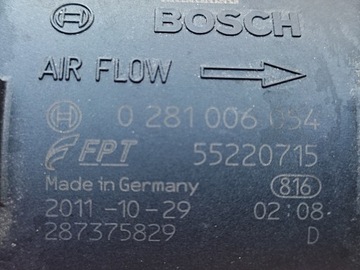 BOSCH
AIR FLOW
0 281 006 054
FPT 55220715
Made in Germany 816
2011-10-29 02:08
287375829 D